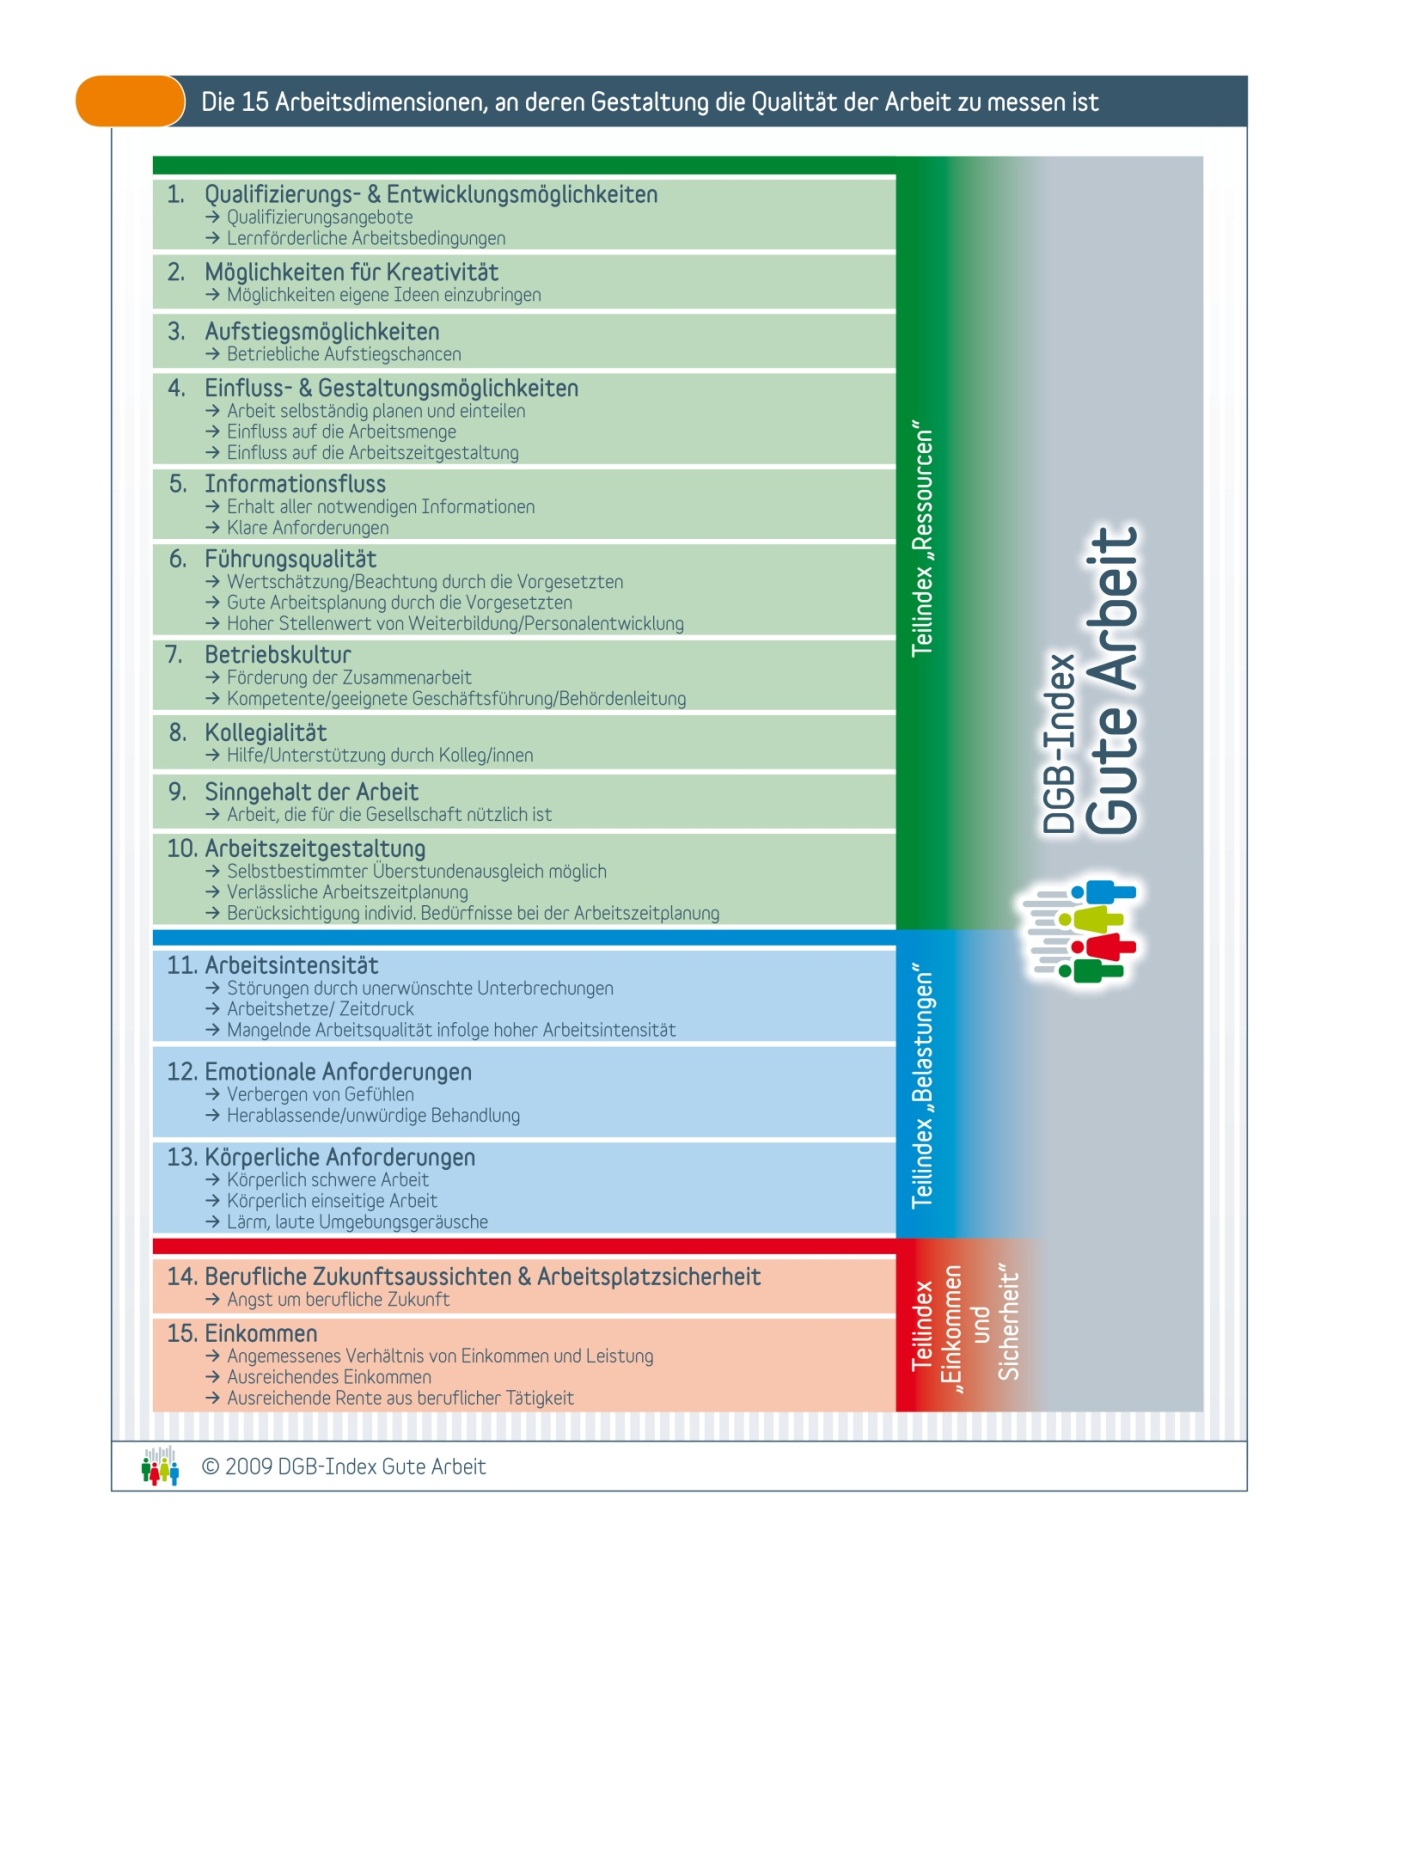 Die 15 Arbeitsdimensionen, an deren Gestaltung die Qualität der Arbeit zu messen ist
1. Qualifizierungs- & Entwicklungsmöglichkeiten
→ Qualifizierungsangebote
→ Lernförderliche Arbeitsbedingungen
2. Möglichkeiten für Kreativität
→ Möglichkeiten eigene Ideen einzubringen
3. Aufstiegsmöglichkeiten
→ Betriebliche Aufstiegschancen
4. Einfluss- & Gestaltungsmöglichkeiten
→ Arbeit selbständig planen und einteilen
→ Einfluss auf die Arbeitsmenge
→ Einfluss auf die Arbeitszeitgestaltung
5. Informationsfluss
→ Erhalt aller notwendigen Informationen
→ Klare Anforderungen
6. Führungsqualität
→ Wertschätzung/Beachtung durch die Vorgesetzten
→ Gute Arbeitsplanung durch die Vorgesetzten
→ Hoher Stellenwert von Weiterbildung/Personalentwicklung
7. Betriebskultur
→ Förderung der Zusammenarbeit
→ Kompetente/geeignete Geschäftsführung/Behördenleitung
8. Kollegialität
→ Hilfe/Unterstützung durch Kolleg/innen
9. Sinngehalt der Arbeit
→ Arbeit, die für die Gesellschaft nützlich ist
10. Arbeitszeitgestaltung
→ Selbstbestimmter Überstundenausgleich möglich
→ Verlässliche Arbeitszeitplanung
→ Berücksichtigung individ. Bedürfnisse bei der Arbeitszeitplanung
Teilindex „Ressourcen“
11. Arbeitsintensität
→ Störungen durch unerwünschte Unterbrechungen
→ Arbeitshetze/ Zeitdruck
→ Mangelnde Arbeitsqualität infolge hoher Arbeitsintensität
12. Emotionale Anforderungen
→ Verbergen von Gefühlen
→ Herablassende/unwürdige Behandlung
13. Körperliche Anforderungen
→ Körperlich schwere Arbeit
→ Körperlich einseitige Arbeit
→ Lärm, laute Umgebungsgeräusche
Teilindex „Belastungen“
14. Berufliche Zukunftsaussichten & Arbeitsplatzsicherheit
→ Angst um berufliche Zukunft
15. Einkommen
→ Angemessenes Verhältnis von Einkommen und Leistung
→ Ausreichendes Einkommen
→ Ausreichende Rente aus beruflicher Tätigkeit
Teilindex
„Einkommen
und
Sicherheit“
DGB-Index
Gute Arbeit
© 2009 DGB-Index Gute Arbeit